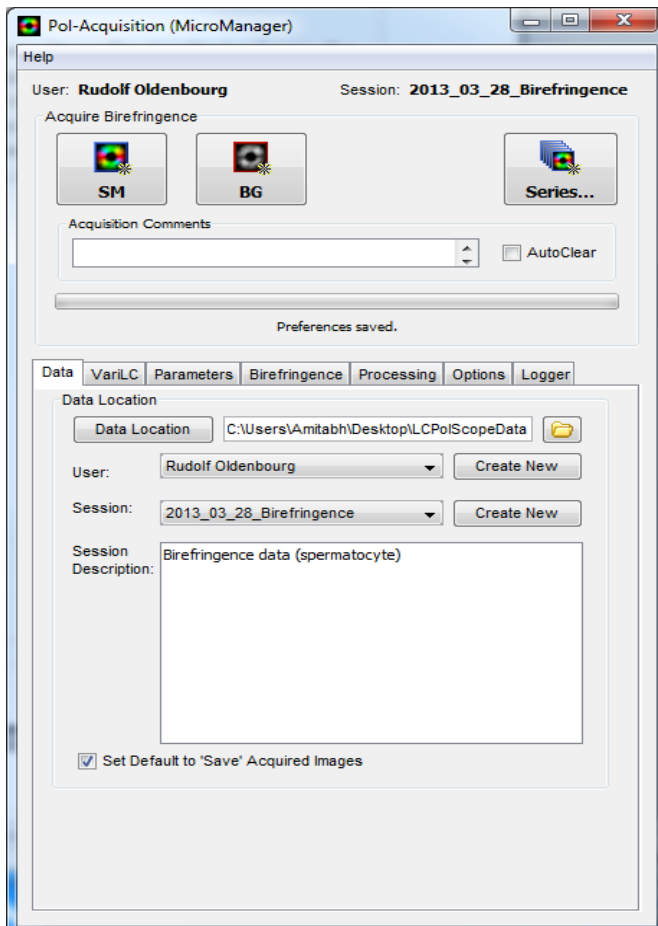 Pol-Acquisition (MicroManager)
Help
User: Rudolf Oldenbourg Session: 2013_03_28_Birefringence
Acquire Birefringence
SM BG Series...
Acquisition Comments
AutoClear
Preferences saved.
Data VariLC Parameters Birefringence Processing Options Logger
Data Location
Data Location C:\Users\Amitabh\Desktop\LCPolScopeData
User: Rudolf Oldenbourg Create New
Session: 2013_03_28_Birefringence Create New
Session Description: Birefringence data (spermatocyte)
Set Default to 'Save' Acquired Images